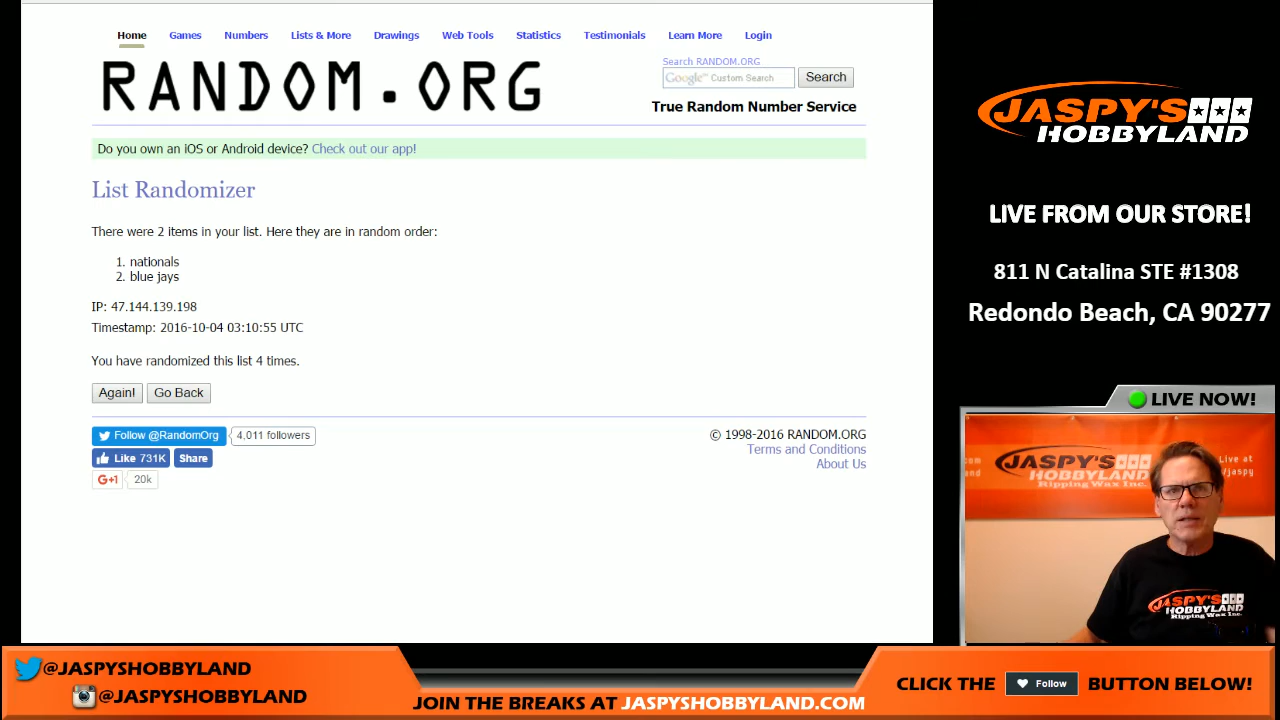 Home Games Numbers Lists & More Drawings Web Tools Statistics Testimonials Learn More Login
RANDOM.ORG
Search RANDOM.ORG
Google™ Custom Search Search
True Random Number Service
Do you own an iOS or Android device? Check out our app!
List Randomizer
There were 2 items in your list. Here they are in random order:
1. nationals
2. blue jays
IP: 47.144.139.198
Timestamp: 2016-10-04 03:10:55 UTC
You have randomized this list 4 times.
Again! Go Back
Follow @RandomOrg 4,011 followers
Like 731K Share
G+1 20k
© 1998-2016 RANDOM.ORG
Terms and Conditions
About Us
JASPY'S
HOBBYLAND
LIVE FROM OUR STORE!
811 N Catalina STE #1308
Redondo Beach, CA 90277
LIVE NOW!
JASPY'S
HOBBYLAND
Ripping Wax Inc.
Live at
/jaspy
JASPY'S
HOBBYLAND
Ripping Wax Inc.
@JASPYSHOBBYLAND
@JASPYSHOBBYLAND
JOIN THE BREAKS AT JASPYSHOBBYLAND.COM
CLICK THE Follow BUTTON BELOW!